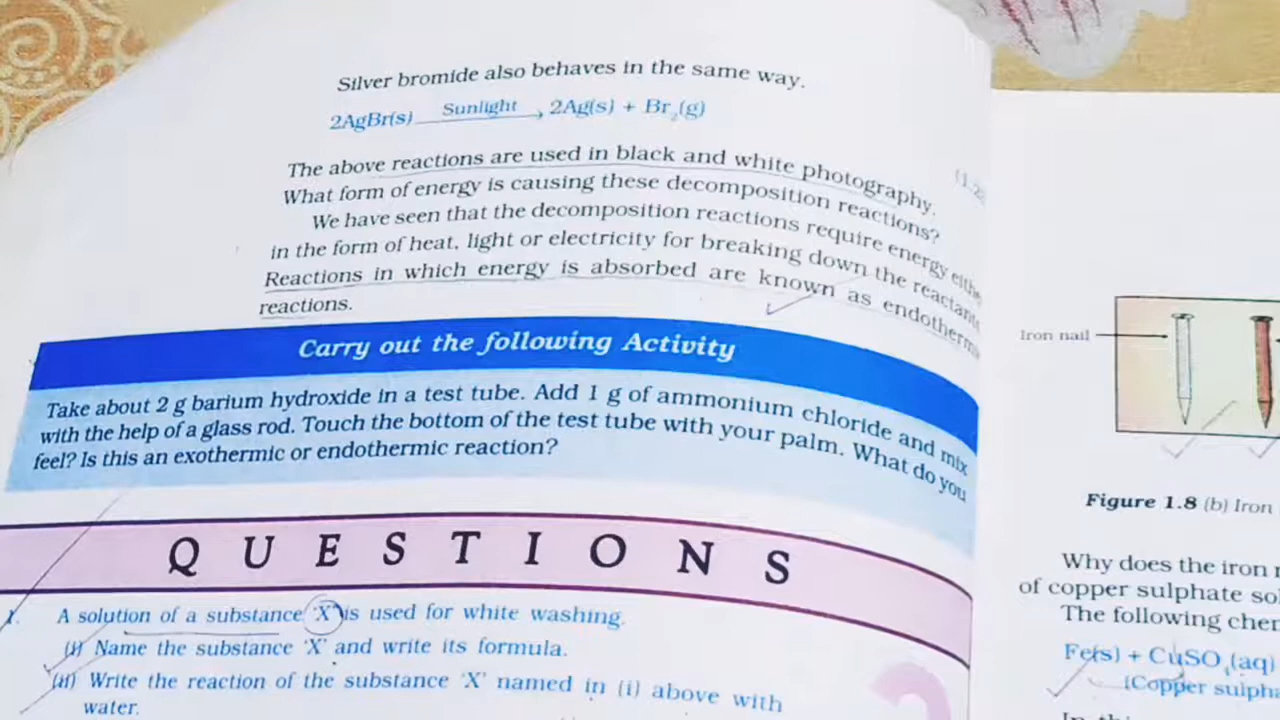 Silver bromide also behaves in the same way.
2AgBr(s) Sunlight → 2Ag(s) + Br₂(g)
The above reactions are used in black and white photography.
What form of energy is causing these decomposition reactions?
We have seen that the decomposition reactions require energy eithe
in the form of heat, light or electricity for breaking down the reactant
Reactions in which energy is absorbed are known as endotherm
reactions.
Carry out the following Activity
Take about 2 g barium hydroxide in a test tube. Add 1 g of ammonium chloride and mix
with the help of a glass rod. Touch the bottom of the test tube with your palm. What do you
feel? Is this an exothermic or endothermic reaction?
QUESTIONS
1. A solution of a substance 'X' is used for white washing.
(i) Name the substance 'X' and write its formula.
(ii) Write the reaction of the substance 'X' named in (i) above with
water.
Iron nail
Figure 1.8 (b) Iron
Why does the iron
of copper sulphate
The following
Fe(s) + CuSO₄(aq)
(Copper